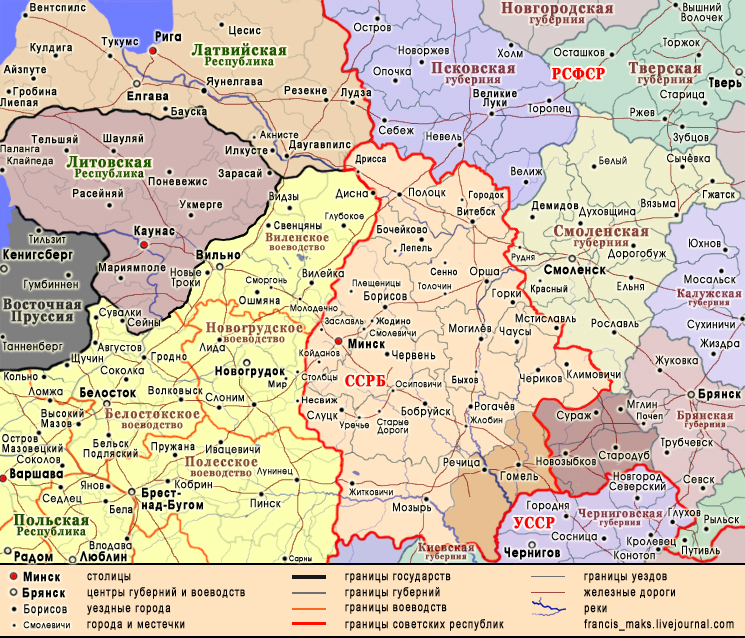 Вентспилс
Кулдига
Тукумс
Рига
Цесис
Латвийская
Республика
Айзпуте
Гробина
Лиепая
Елгава
Яунелгава
Бауска
Резекне
Лудза
Новгородская
губерния
Вышний
Волочек
Остров
Новоржев
Холм
Опочка
Псковская
губерния
Великие
Луки
Торопец
Себеж
Невель
Осташков
РСФСР
Торжок
Тверская
губерния
Тверь
Старица
Ржев
Зубцов
Тельшяй
Шауляй
Паланга
Клайпеда
Литовская
Республика
Поневежис
Расейняй
Укмерге
Каунас
Мариямполе
Акнисте
Илкусте
Даугавпилс
Зарасай
Дрисса
Дисна
Видзы
Свенцяны
Глубокое
Виленское
воеводство
Полоцк
Городок
Витебск
Бочейково
Лепель
Велиж
Белый
Сычёвка
Гжатск
Демидов
Духовщина
Вязьма
Смоленская
губерния
Дорогобуж
Рудня
Смоленск
Красный
Ельня
Рославль
Юхнов
Мосальск
Калужская
губерния
Сухиничи
Жиздра
Тильзит
Кенигсберг
Гумбиннен
Восточная
Пруссия
Танненберг
Вильно
Новые
Троки
Сморгонь
Ошмяна
Вилейка
Молодечно
Сувалки
Сейны
Новогрудское
воеводство
Лида
Новогрудок
Мир
Столбцы
Несвиж
Плещеницы
Борисов
Сенно
Толочин
Орша
Горки
Заславль
Жодино
Смолевичи
Минск
Койданов
Червень
Могилёв
Чаусы
Мстиславль
ССРБ
Осиповичи
Быхов
Чериков
Климовичи
Слуцк
Уречье
Старые
Дороги
Бобруйск
Рогачёв
Жлобин
Августов
Гродно
Щучин
Соколка
Кольно
Ломжа
Белосток
Волковыск
Слоним
Высокий
Мазов
Белостокское
воеводство
Остров
Мазовецкий
Соколов
Бельск
Подляский
Пружана
Ивацевичи
Полесское
воеводство
Варшава
Седлец
Янов
Бела
Брест-
над-Бугом
Кобрин
Лунинец
Пинск
Польская
Республика
Влодава
Радом
Люблин
Сарны
Житковичи
Мозырь
Речица
Гомель
Киевская
губерния
Жуковка
Брянск
Мглин
Почеп
Брянская
губерния
Сураж
Новозыбков
Стародуб
Трубчевск
Новгород
Северский
Севск
УССР
Городня
Черниговская
губерния
Сосница
Чернигов
Глухов
Кролевец
Конотоп
Рыльск
Путивль
Минск столицы
Брянск центры губерний и воеводств
Борисов уездные города
Смолевичи города и местечки
границы государств
границы губерний
границы воеводств
границы советских республик
границы уездов
железные дороги
реки
francis_maks.livejournal.com